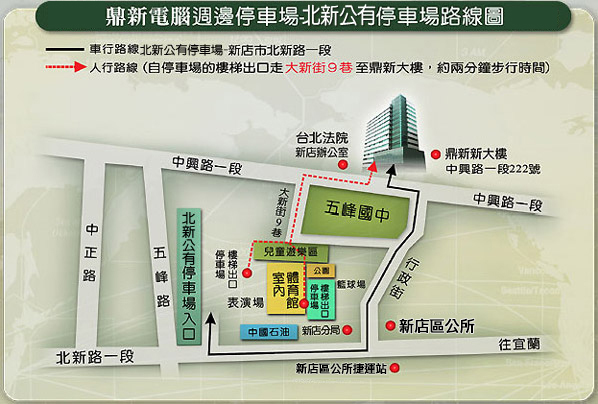 鼎新電腦週邊停車場-北新公有停車場路線圖
車行路線 北新公有停車場-新店市北新路一段
人行路線 (自停車場的樓梯出口走 大新街9巷 至鼎新大樓，約兩分鐘步行時間)
台北法院
新店辦公室
鼎新新大樓
中興路一段222號
中興路一段
中興路一段
大新街9巷
五峰國中
北新公有停車場入口
中正路
五峰路
兒童遊樂區
停車場
樓梯出口
室內
體育館
公園
停車場
樓梯出口
籃球場
行政街
表演場
中國石油
新店分局
新店區公所
北新路一段
往宜蘭
新店區公所捷運站